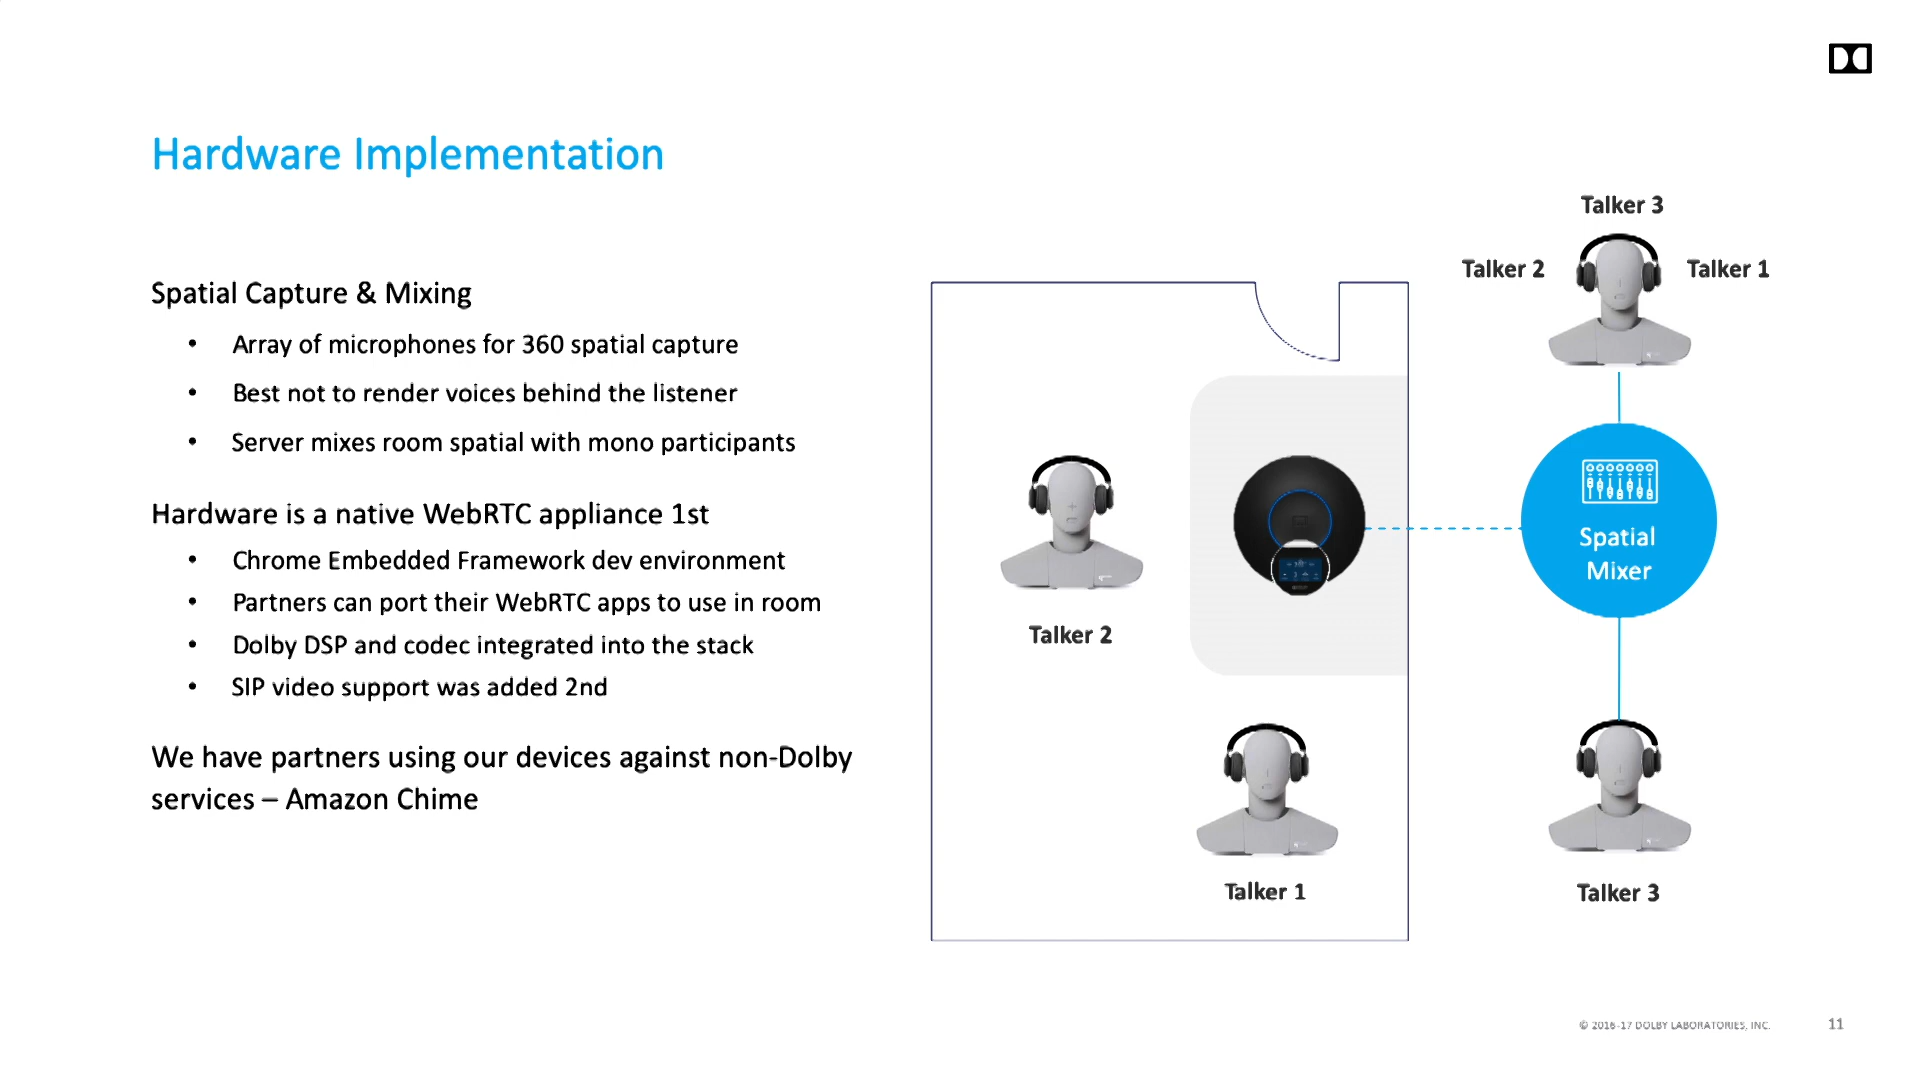 Hardware Implementation
Spatial Capture & Mixing
• Array of microphones for 360 spatial capture
• Best not to render voices behind the listener
• Server mixes room spatial with mono participants
Hardware is a native WebRTC appliance 1st
• Chrome Embedded Framework dev environment
• Partners can port their WebRTC apps to use in room
• Dolby DSP and codec integrated into the stack
• SIP video support was added 2nd
We have partners using our devices against non-Dolby
services – Amazon Chime
Talker 3
Talker 2
Talker 1
Talker 2
Spatial
Mixer
Talker 1
Talker 3
© 2016-17 DOLBY LABORATORIES, INC.
11